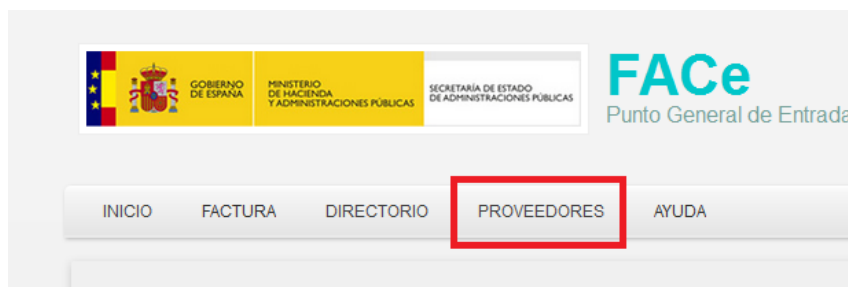 GOBIERNO
DE ESPAÑA
MINISTERIO
DE HACIENDA
Y ADMINISTRACIONES PÚBLICAS
SECRETARÍA DE ESTADO
DE ADMINISTRACIONES PÚBLICAS
FACe
Punto General de Entrada
INICIO FACTURA DIRECTORIO PROVEEDORES AYUDA